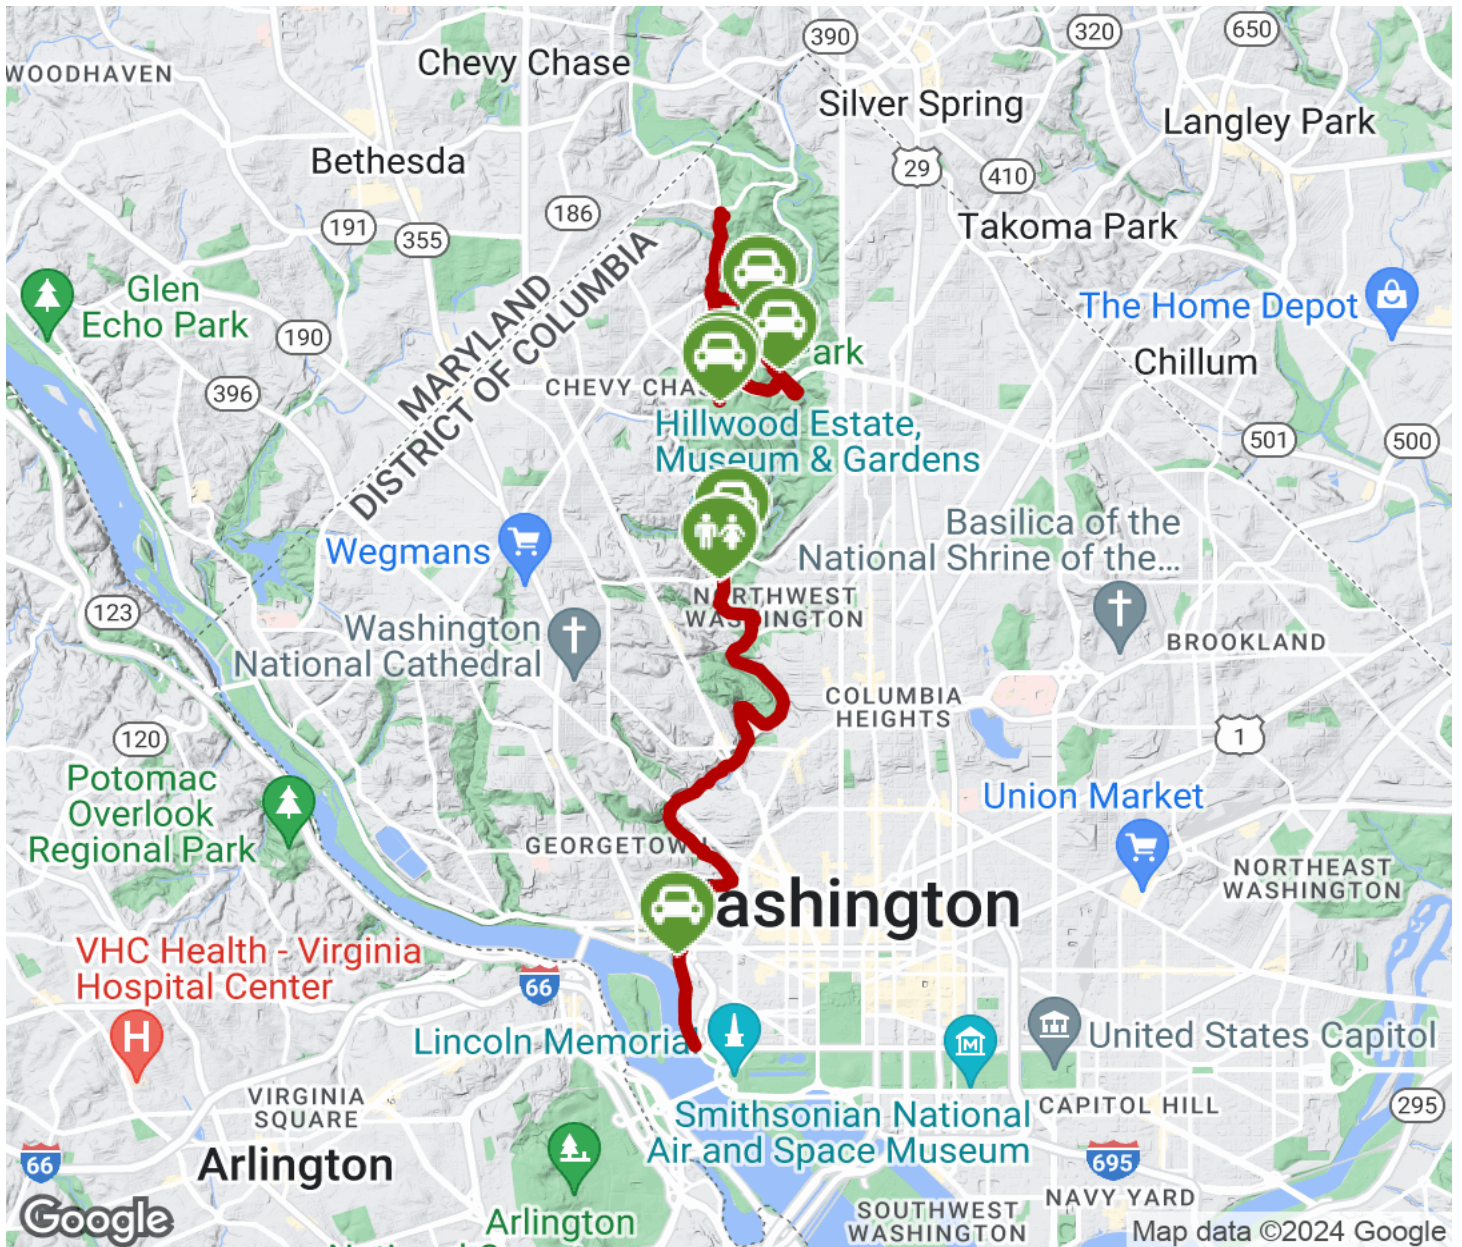 390
320
650
Chevy Chase
WOODHAVEN
Silver Spring
Langley Park
Bethesda
29
410
186
191
355
Takoma Park
Glen
Echo Park
MARYLAND
DISTRICT OF COLUMBIA
The Home Depot
190
ark
Chillum
396
CHEVY CHA
Hillwood Estate,
Museum & Gardens
501
500
Basilica of the
National Shrine of the...
Wegmans
123
NORTHWEST
WASHINGTON
Washington
National Cathedral
BROOKLAND
COLUMBIA
HEIGHTS
120
1
Potomac
Overlook
Regional Park
Union Market
GEORGETOWN
NORTHEAST
WASHINGTON
ashington
VHC Health - Virginia
Hospital Center
66
H
Lincoln Memorial
M
United States Capitol
VIRGINIA
SQUARE
Smithsonian National
Air and Space Museum
CAPITOL HILL
295
66
Arlington
695
NAVY YARD
Google
Arlington
SOUTHWEST
WASHINGTON
Map data ©2024 Google